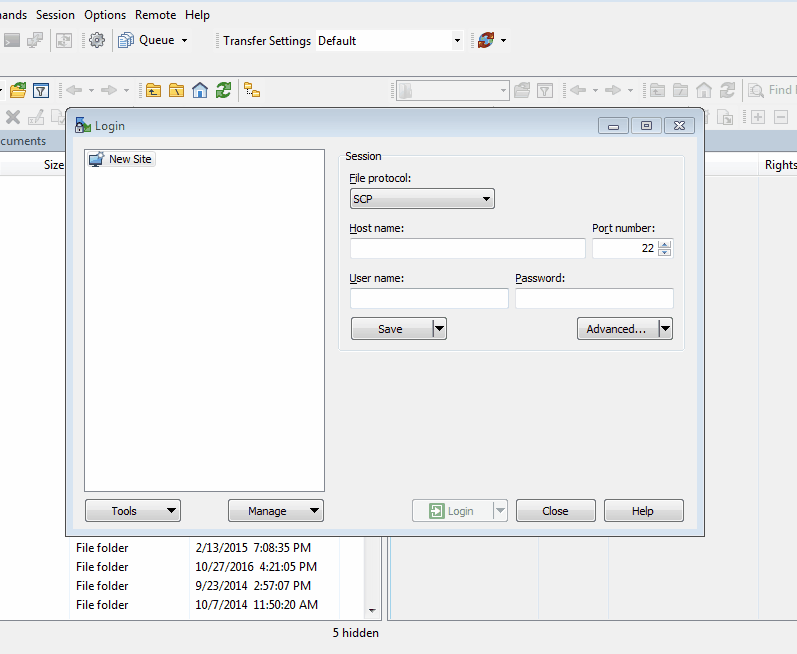 ands Session Options Remote Help
Queue Transfer Settings Default
Find
cuments
Size
Rights
Login
New Site
Session
File protocol:
SCP
Host name: Port number:
22
User name: Password:
Save Advanced...
Tools Manage Login Close Help
File folder 2/13/2015 7:08:35 PM
File folder 10/27/2016 4:21:05 PM
File folder 9/23/2014 2:57:07 PM
File folder 10/7/2014 11:50:20 AM
5 hidden